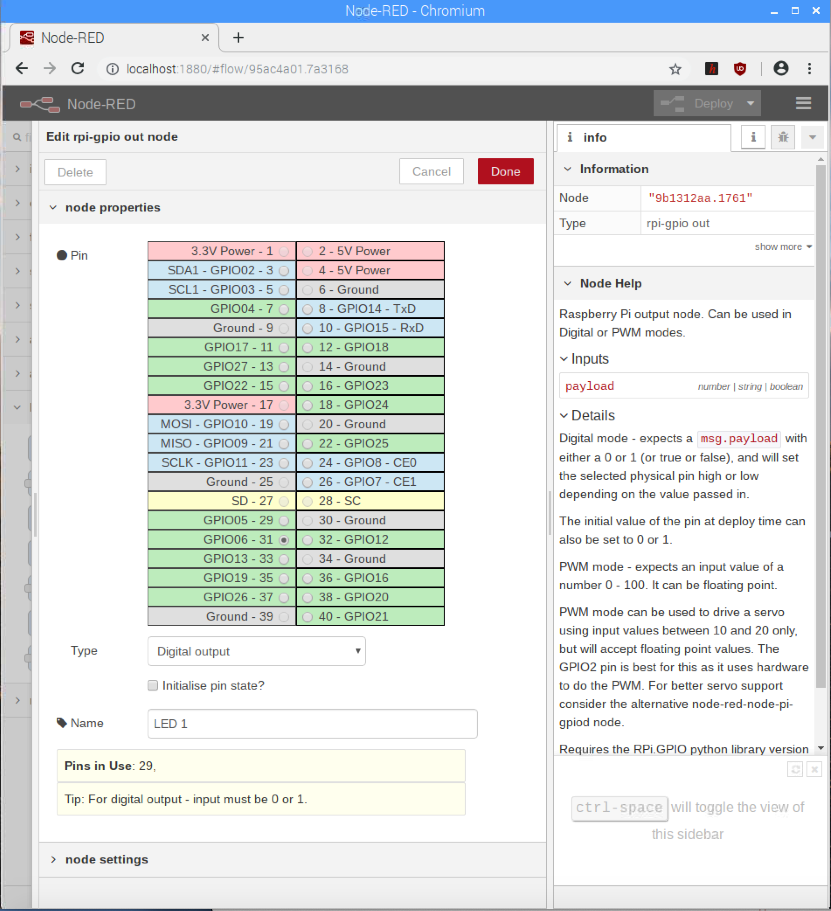 Node-RED - Chromium
Node-RED
localhost:1880/#flow/95ac4a01.7a3168
Node-RED
Deploy
Edit rpi-gpio out node
Delete
Cancel
Done
node properties
Pin
3.3V Power - 1
2 - 5V Power
SDA1 - GPIO02 - 3
4 - 5V Power
SCL1 - GPIO03 - 5
6 - Ground
GPIO04 - 7
8 - GPIO14 - TxD
Ground - 9
10 - GPIO15 - RxD
GPIO17 - 11
12 - GPIO18
GPIO27 - 13
14 - Ground
GPIO22 - 15
16 - GPIO23
3.3V Power - 17
18 - GPIO24
MOSI - GPIO10 - 19
20 - Ground
MISO - GPIO09 - 21
22 - GPIO25
SCLK - GPIO11 - 23
24 - GPIO8 - CE0
Ground - 25
26 - GPIO7 - CE1
SD - 27
28 - SC
GPIO05 - 29
30 - Ground
GPIO06 - 31
32 - GPIO12
GPIO13 - 33
34 - Ground
GPIO19 - 35
36 - GPIO16
GPIO26 - 37
38 - GPIO20
Ground - 39
40 - GPIO21
Type
Digital output
Initialise pin state?
Name
LED 1
Pins in Use: 29,
Tip: For digital output - input must be 0 or 1.
node settings
i info
i
Information
Node
"9b1312aa.1761"
Type
rpi-gpio out
show more
Node Help
Raspberry Pi output node. Can be used in
Digital or PWM modes.
Inputs
payload
number | string | boolean
Details
Digital mode - expects a msg.payload with
either a 0 or 1 (or true or false), and will set
the selected physical pin high or low
depending on the value passed in.
The initial value of the pin at deploy time can
also be set to 0 or 1.
PWM mode - expects an input value of a
number 0 - 100. It can be floating point.
PWM mode can be used to drive a servo
using input values between 10 and 20 only,
but will accept floating point values. The
GPIO2 pin is best for this as it uses hardware
to do the PWM. For better servo support
consider the alternative node-red-node-pi-
gpiod node.
Requires the RPi.GPIO python library version
ctrl-space will toggle the view of
this sidebar